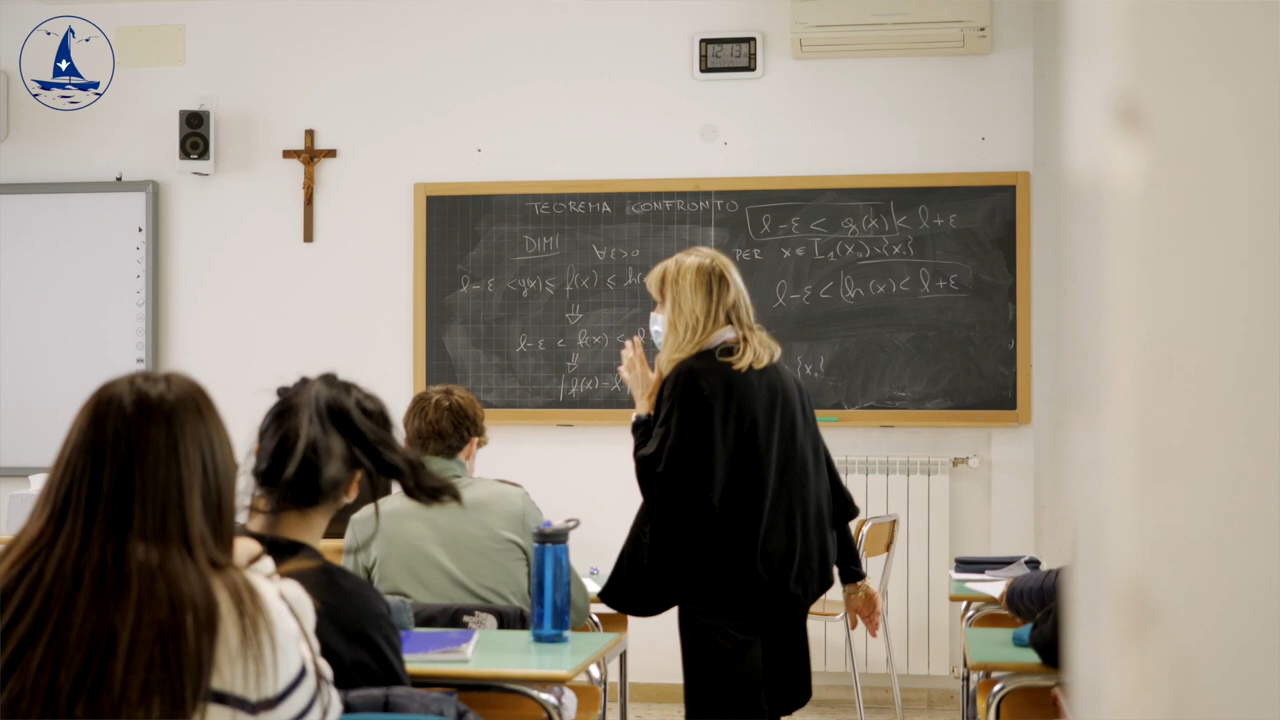 12:13
TEOREMA CONFRONTO
DIM
∀ε>0
l-ε <g(x)≤ f(x) ≤ h(x
⇓
l-ε < f(x) < l
⇓
|f(x)-l
l-ε < g(x) < l+ε
PER x∈I₁(x₀)\{x₀}
l-ε < h(x) < l+ε
{x₀}